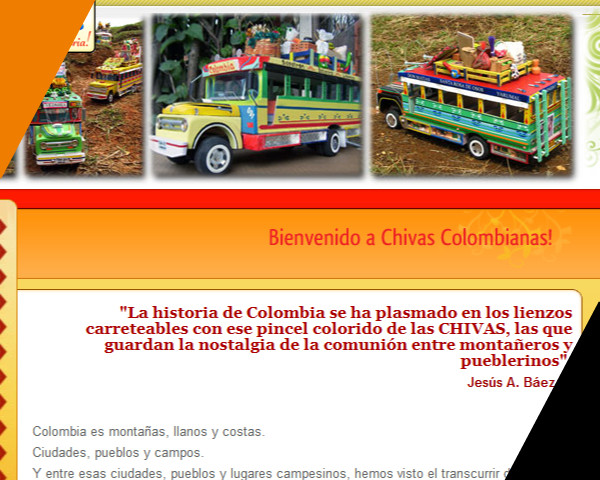 Bienvenido a Chivas Colombianas!
"La historia de Colombia se ha plasmado en los lienzos
carreteables con ese pincel colorido de las CHIVAS, las que
guardan la nostalgia de la comunión entre montañeros y
pueblerinos"
Jesús A. Báez
Colombia es montañas, llanos y costas.
Ciudades, pueblos y campos.
Y entre esas ciudades, pueblos y lugares campesinos, hemos visto el transcurrir